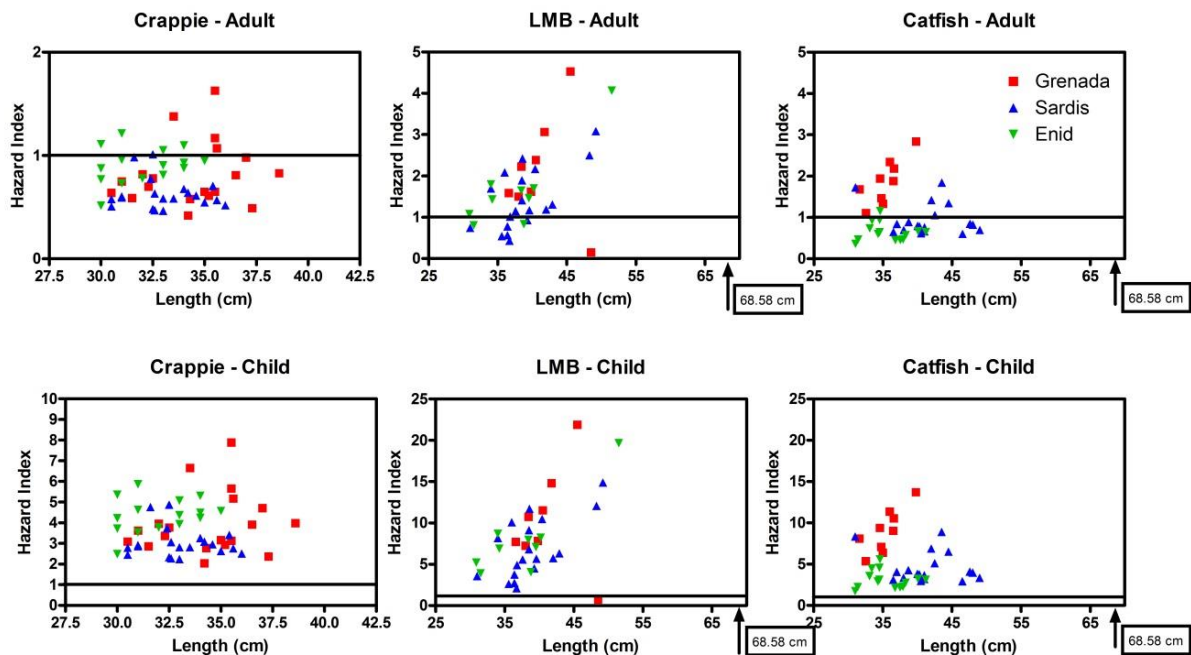 Crappie - Adult
LMB - Adult
Catfish - Adult
Hazard Index
2
1
0
27.5 30.0 32.5 35.0 37.5 40.0 42.5
Length (cm)
Hazard Index
5
4
3
2
1
0
25 35 45 55 65
Length (cm)
68.58 cm
Hazard Index
5
4
3
2
1
0
25 35 45 55 65
Length (cm)
68.58 cm
Grenada
Sardis
Enid
Crappie - Child
LMB - Child
Catfish - Child
Hazard Index
10
9
8
7
6
5
4
3
2
1
0
27.5 30.0 32.5 35.0 37.5 40.0 42.5
Length (cm)
Hazard Index
25
20
15
10
5
0
25 35 45 55 65
Length (cm)
68.58 cm
Hazard Index
25
20
15
10
5
0
25 35 45 55 65
Length (cm)
68.58 cm